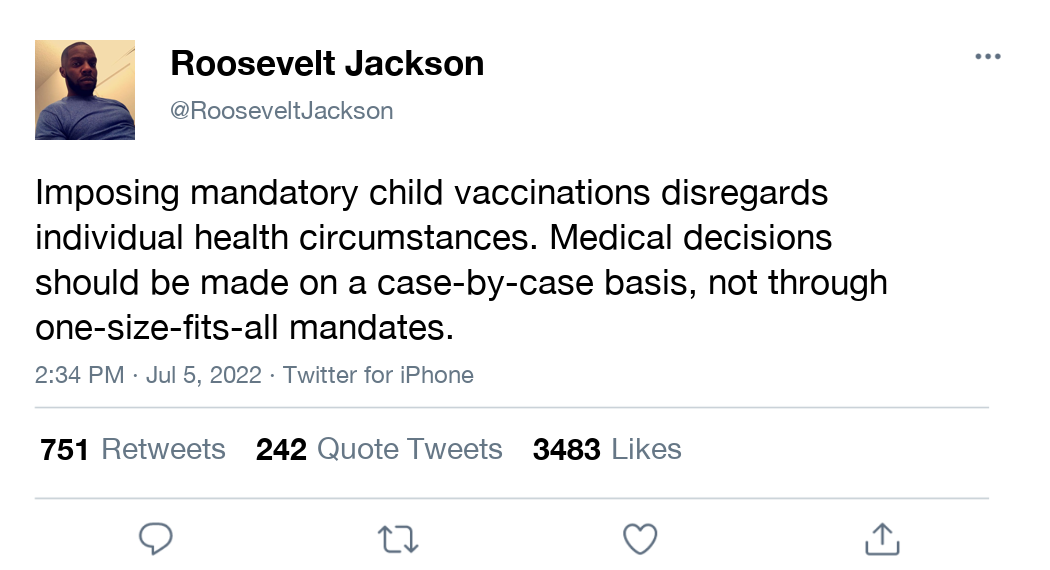 Roosevelt Jackson
@RooseveltJackson
Imposing mandatory child vaccinations disregards
individual health circumstances. Medical decisions
should be made on a case-by-case basis, not through
one-size-fits-all mandates.
2:34 PM · Jul 5, 2022 · Twitter for iPhone
751 Retweets 242 Quote Tweets 3483 Likes